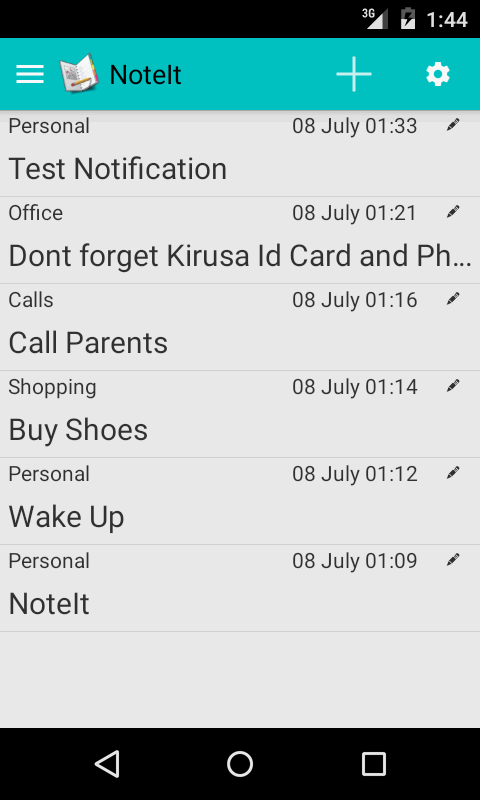 3G 1:44
NoteIt
Personal 08 July 01:33
Test Notification
Office 08 July 01:21
Dont forget Kirusa Id Card and Ph...
Calls 08 July 01:16
Call Parents
Shopping 08 July 01:14
Buy Shoes
Personal 08 July 01:12
Wake Up
Personal 08 July 01:09
NoteIt